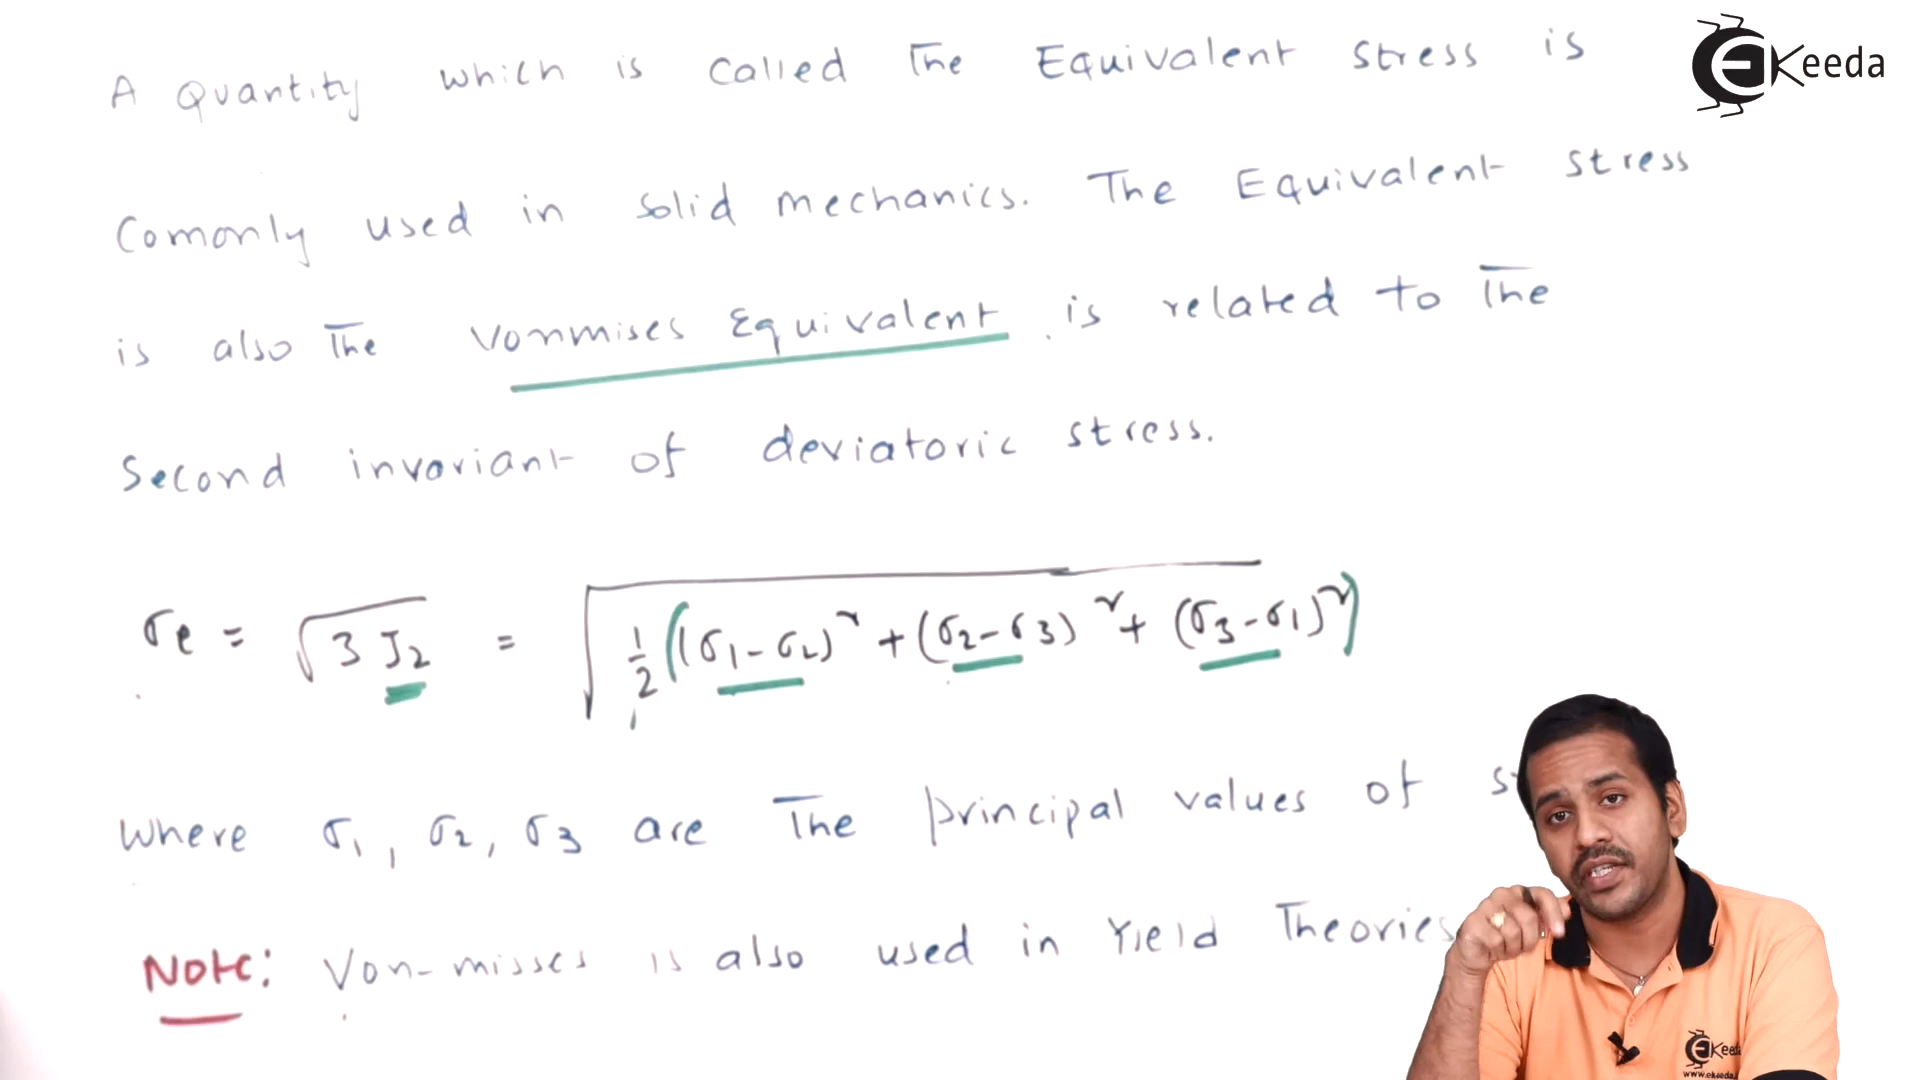 EKeeda
A Quantity which is Called The Equivalent stress is
Comonly used in solid mechanics. The Equivalent stress
is also The Vonmises Equivalent is related to The
Second invariant of deviatoric stress.
σe = √3 J2 = √1/2 ((σ1-σ2)² + (σ2-σ3)² + (σ3-σ1)²)
Where σ1, σ2, σ3 are The principal values of
Note: Von-misses is also used in Yield Theories
EKeeda